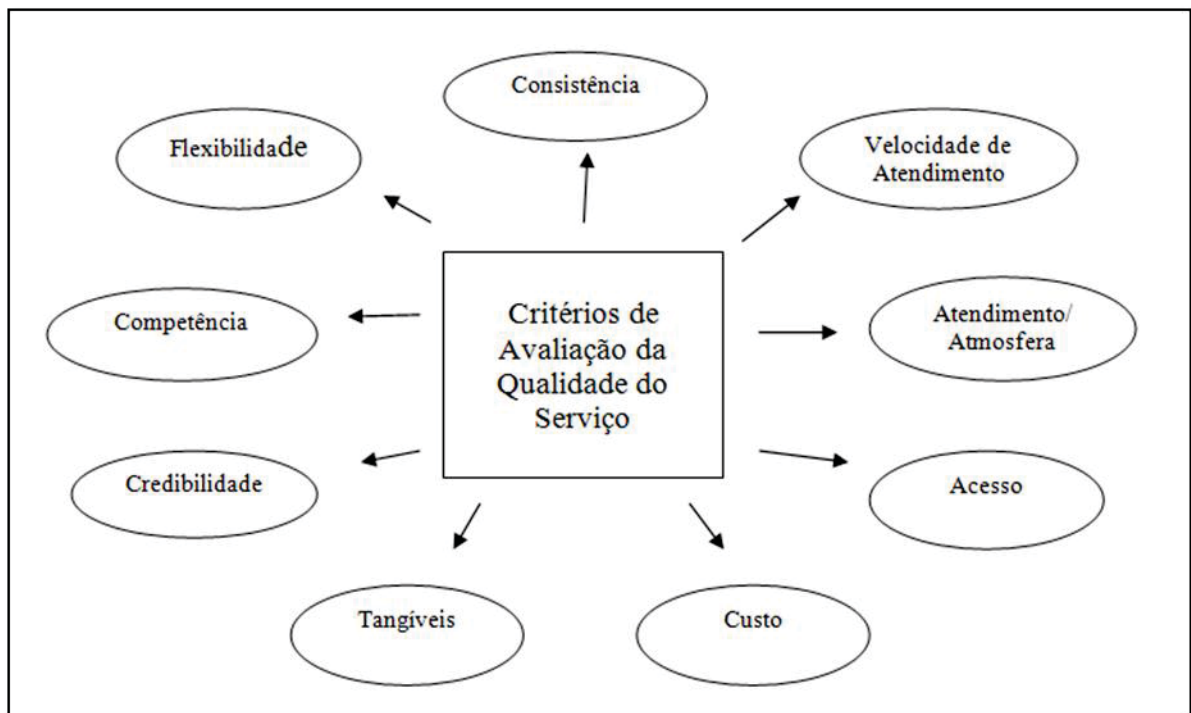 Consistência
Flexibilidade
Velocidade de
Atendimento
Critérios de
Avaliação da
Qualidade do
Serviço
Competência
Atendimento/
Atmosfera
Credibilidade
Acesso
Tangíveis
Custo